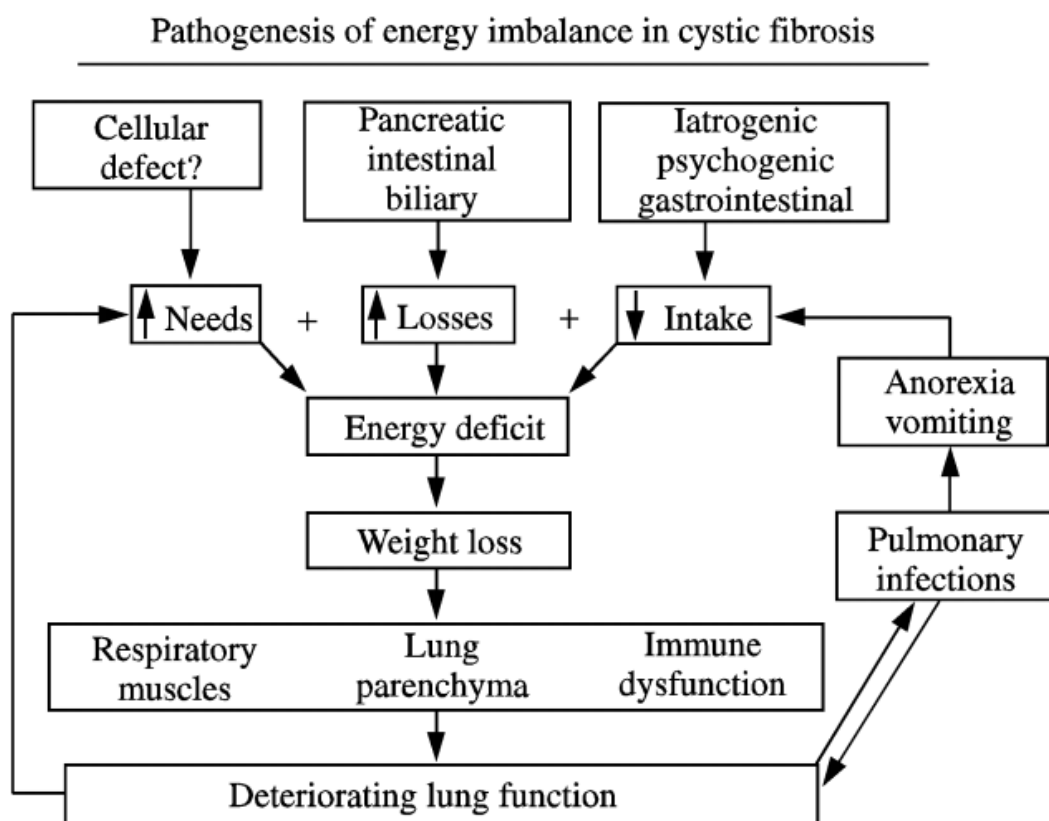 Pathogenesis of energy imbalance in cystic fibrosis
Cellular
defect?
Pancreatic
intestinal
biliary
Iatrogenic
psychogenic
gastrointestinal
↑ Needs + ↑ Losses + ↓ Intake
Anorexia
vomiting
Energy deficit
Weight loss
Pulmonary
infections
Respiratory
muscles
Lung
parenchyma
Immune
dysfunction
Deteriorating lung function